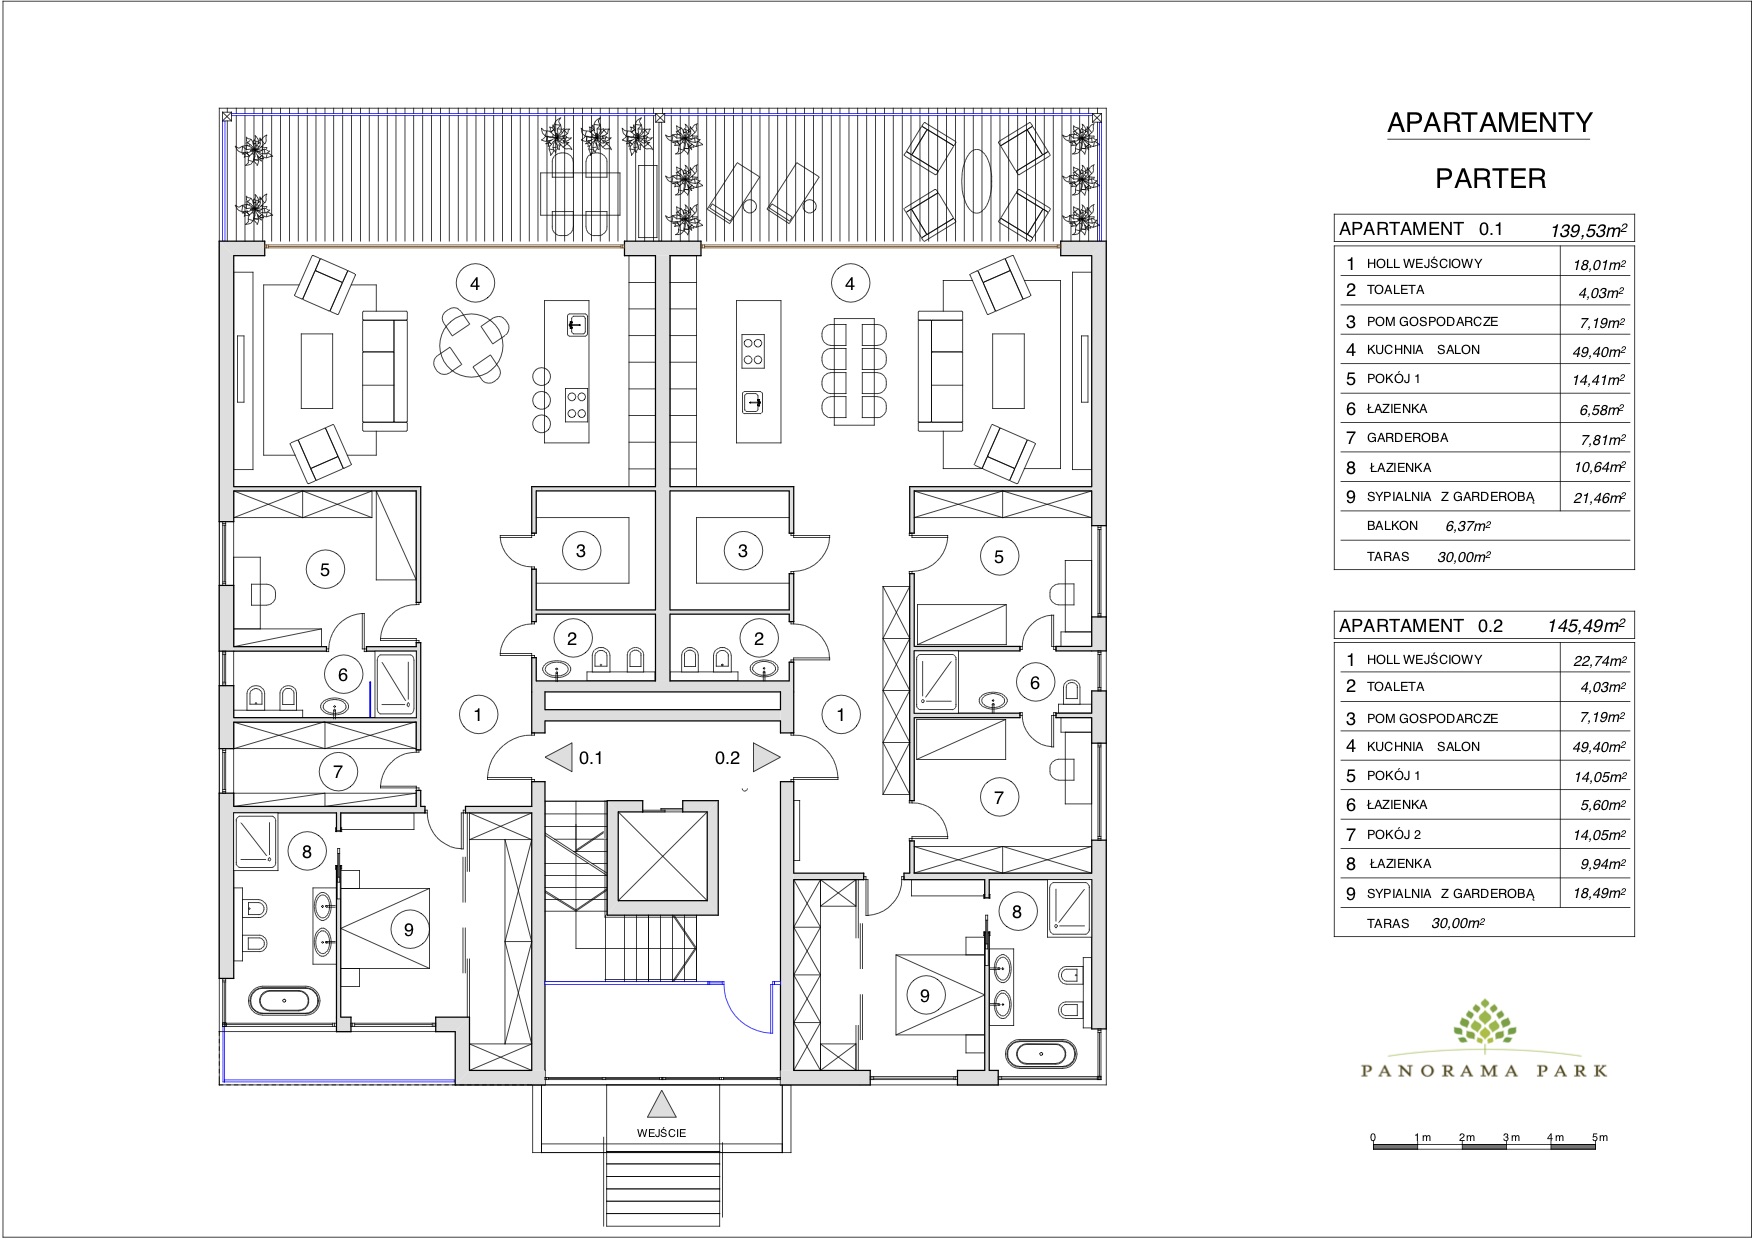 APARTAMENTY
PARTER
APARTAMENT 0.1 139,53m²
1 HOLL WEJŚCIOWY 18,01m²
2 TOALETA 4,03m²
3 POM GOSPODARCZE 7,19m²
4 KUCHNIA SALON 49,40m²
5 POKÓJ 1 14,41m²
6 ŁAZIENKA 6,58m²
7 GARDEROBA 7,81m²
8 ŁAZIENKA 10,64m²
9 SYPIALNIA Z GARDEROBĄ 21,46m²
BALKON 6,37m²
TARAS 30,00m²
APARTAMENT 0.2 145,49m²
1 HOLL WEJŚCIOWY 22,74m²
2 TOALETA 4,03m²
3 POM GOSPODARCZE 7,19m²
4 KUCHNIA SALON 49,40m²
5 POKÓJ 1 14,05m²
6 ŁAZIENKA 5,60m²
7 POKÓJ 2 14,05m²
8 ŁAZIENKA 9,94m²
9 SYPIALNIA Z GARDEROBĄ 18,49m²
TARAS 30,00m²
PANORAMA PARK
0 1m 2m 3m 4m 5m
4 4
3 3
5 5
2 2
6 6
1 1
0.1 0.2
7 7
8 8
9 9
WEJŚCIE